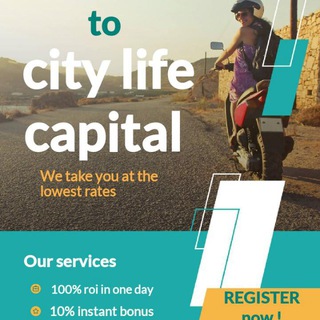 to
city life
capital
We take you at the
lowest rates
Our services
100% roi in one day
10% instant bonus
REGISTER
now !